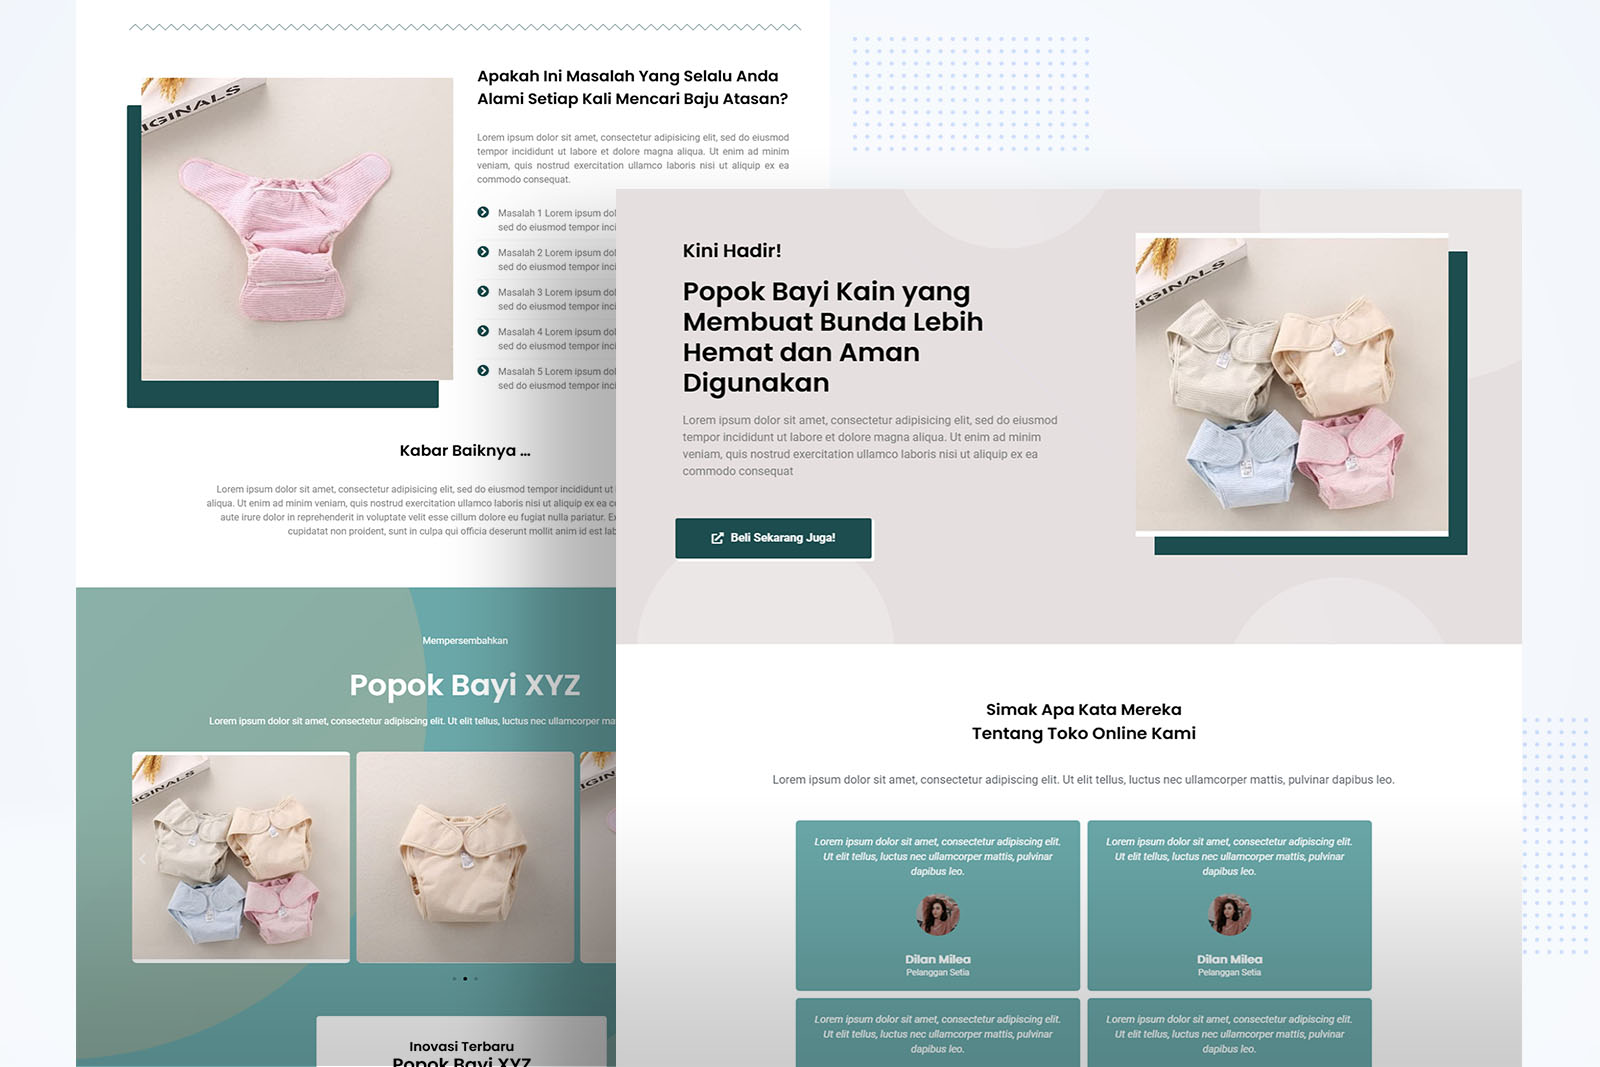 IGINALS
Apakah Ini Masalah Yang Selalu Anda
Alami Setiap Kali Mencari Baju Atasan?
Lorem ipsum dolor sit amet, consectetur adipisicing elit, sed do eiusmod
tempor incididunt ut labore et dolore magna aliqua. Ut enim ad minim
veniam, quis nostrud exercitation ullamco laboris nisi ut aliquip ex ea
commodo consequat.
Masalah 1 Lorem ipsum dol
sed do eiusmod tempor inci
Masalah 2 Lorem ipsum dol
sed do eiusmod tempor inci
Masalah 3 Lorem ipsum dol
sed do eiusmod tempor inci
Masalah 4 Lorem ipsum dol
sed do eiusmod tempor inci
Masalah 5 Lorem ipsum dol
sed do eiusmod tempor inci
Kabar Baiknya ...
Lorem ipsum dolor sit amet, consectetur adipisicing elit, sed do eiusmod tempor incididunt ut
aliqua. Ut enim ad minim veniam, quis nostrud exercitation ullamco laboris nisi ut aliquip ex ea c
aute irure dolor in reprehenderit in voluptate velit esse cillum dolore eu fugiat nulla pariatur. Ex
cupidatat non proident, sunt in culpa qui officia deserunt mollit anim id est lab
Mempersembahkan
Popok Bayi XYZ
Lorem ipsum dolor sit amet, consectetur adipiscing elit. Ut elit tellus, luctus nec ullamcorper ma
IGINALS
IGIN
Inovasi Terbaru
Popok Bayi XYZ
Kini Hadir!
Popok Bayi Kain yang
Membuat Bunda Lebih
Hemat dan Aman
Digunakan
Lorem ipsum dolor sit amet, consectetur adipisicing elit, sed do eiusmod
tempor incididunt ut labore et dolore magna aliqua. Ut enim ad minim
veniam, quis nostrud exercitation ullamco laboris nisi ut aliquip ex ea
commodo consequat
Beli Sekarang Juga!
IGINALS
Simak Apa Kata Mereka
Tentang Toko Online Kami
Lorem ipsum dolor sit amet, consectetur adipiscing elit. Ut elit tellus, luctus nec ullamcorper mattis, pulvinar dapibus leo.
Lorem ipsum dolor sit amet, consectetur adipiscing elit.
Ut elit tellus, luctus nec ullamcorper mattis, pulvinar
dapibus leo.
Dilan Milea
Pelanggan Setia
Lorem ipsum dolor sit amet, consectetur adipiscing elit.
Ut elit tellus, luctus nec ullamcorper mattis, pulvinar
dapibus leo.
Dilan Milea
Pelanggan Setia
Lorem ipsum dolor sit amet, consectetur adipiscing elit.
Ut elit tellus, luctus nec ullamcorper mattis, pulvinar
dapibus leo.
Lorem ipsum dolor sit amet, consectetur adipiscing elit.
Ut elit tellus, luctus nec ullamcorper mattis, pulvinar
dapibus leo.